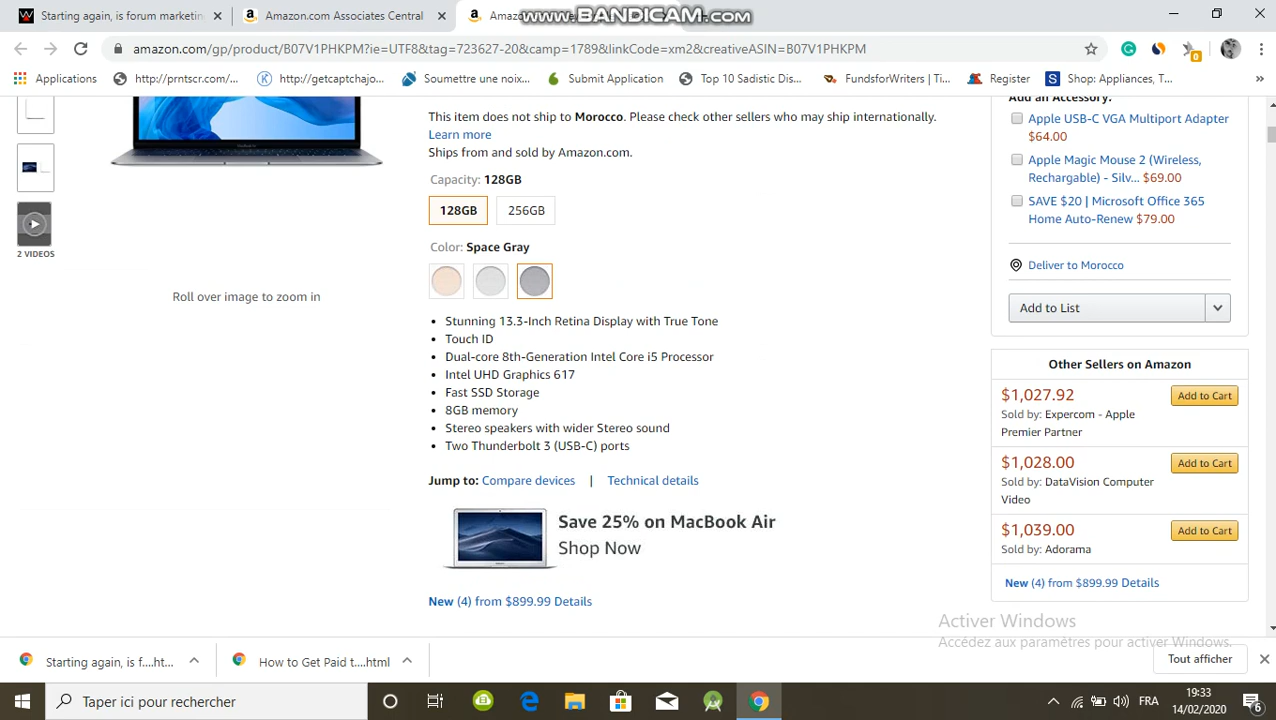 Starting again, is forum marketin
Amazon.com Associates Central
Amaz
www.BANDICAM.com
amazon.com/gp/product/B07V1PHKPM?ie=UTF8&tag=723627-20&camp=1789&linkCode=xm2&creativeASIN=B07V1PHKPM
0
Applications
http://prntscr.com/...
http://getcaptchajo...
Soumettre une noix...
Submit Application
Top 10 Sadistic Dis...
FundsforWriters | Ti...
Register
Shop: Appliances, T...
»
2 VIDEOS
Roll over image to zoom in
This item does not ship to Morocco. Please check other sellers who may ship internationally.
Learn more
Ships from and sold by Amazon.com.
Capacity: 128GB
128GB
256GB
Color: Space Gray
• Stunning 13.3-Inch Retina Display with True Tone
• Touch ID
• Dual-core 8th-Generation Intel Core i5 Processor
• Intel UHD Graphics 617
• Fast SSD Storage
• 8GB memory
• Stereo speakers with wider Stereo sound
• Two Thunderbolt 3 (USB-C) ports
Jump to: Compare devices | Technical details
Save 25% on MacBook Air
Shop Now
New (4) from $899.99 Details
Add an Accessory:
Apple USB-C VGA Multiport Adapter
$64.00
Apple Magic Mouse 2 (Wireless,
Rechargable) - Silv... $69.00
SAVE $20 | Microsoft Office 365
Home Auto-Renew $79.00
Deliver to Morocco
Add to List
Other Sellers on Amazon
$1,027.92
Add to Cart
Sold by: Expercom - Apple
Premier Partner
$1,028.00
Add to Cart
Sold by: DataVision Computer
Video
$1,039.00
Add to Cart
Sold by: Adorama
New (4) from $899.99 Details
Activer Windows
Accédez aux paramètres pour activer Windows.
Starting again, is f....ht...
How to Get Paid t....html
Tout afficher
Taper ici pour rechercher
FRA
19:33
14/02/2020
6